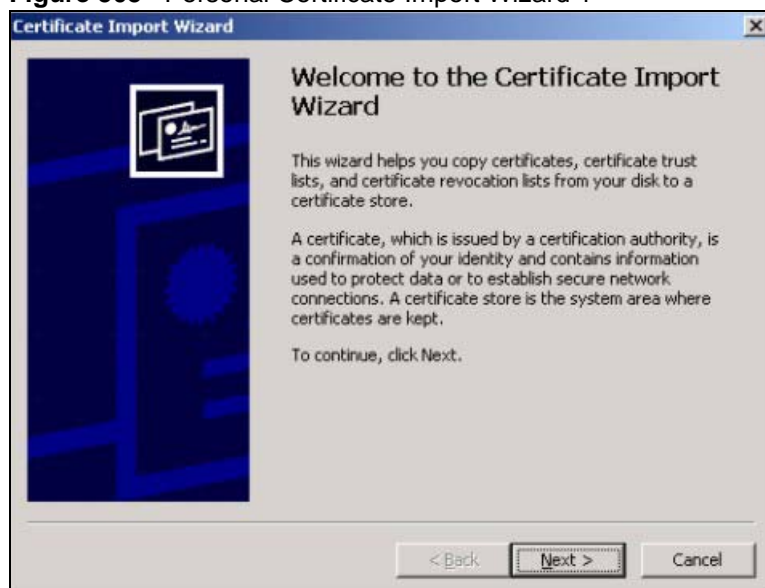 Certificate Import Wizard
Welcome to the Certificate Import
Wizard
This wizard helps you copy certificates, certificate trust
lists, and certificate revocation lists from your disk to a
certificate store.
A certificate, which is issued by a certification authority, is
a confirmation of your identity and contains information
used to protect data or to establish secure network
connections. A certificate store is the system area where
certificates are kept.
To continue, click Next.
< Back
Next >
Cancel